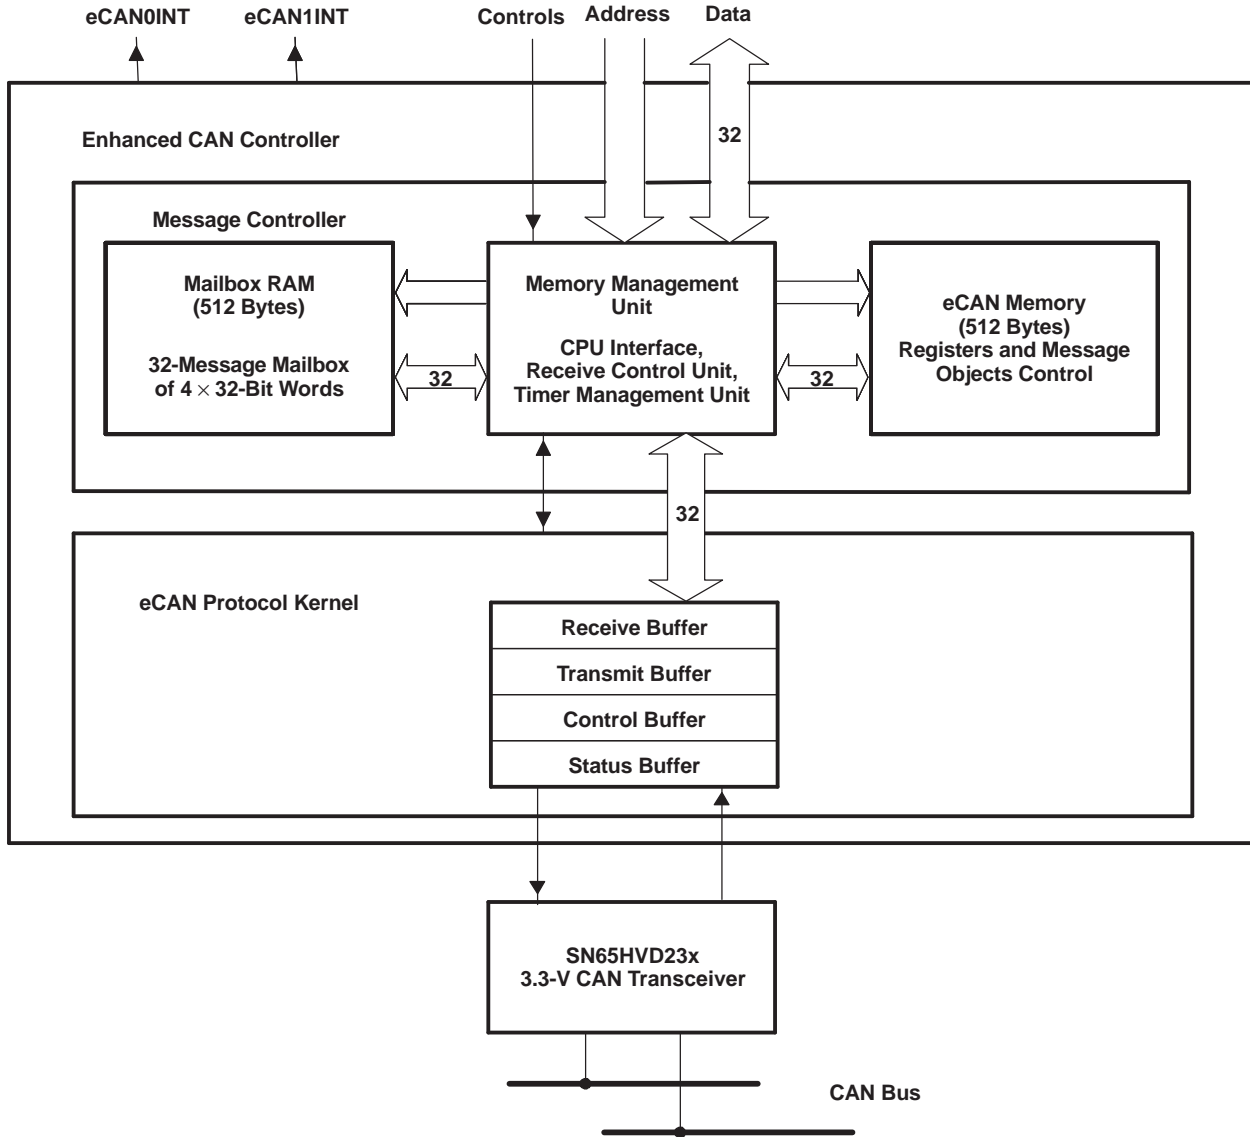 eCAN0INT
eCAN1INT
Controls
Address
Data
32
Enhanced CAN Controller
Message Controller
Mailbox RAM
(512 Bytes)
32-Message Mailbox
of 4 × 32-Bit Words
32
Memory Management
Unit
CPU Interface,
Receive Control Unit,
Timer Management Unit
32
eCAN Memory
(512 Bytes)
Registers and Message
Objects Control
32
eCAN Protocol Kernel
Receive Buffer
Transmit Buffer
Control Buffer
Status Buffer
SN65HVD23x
3.3-V CAN Transceiver
CAN Bus